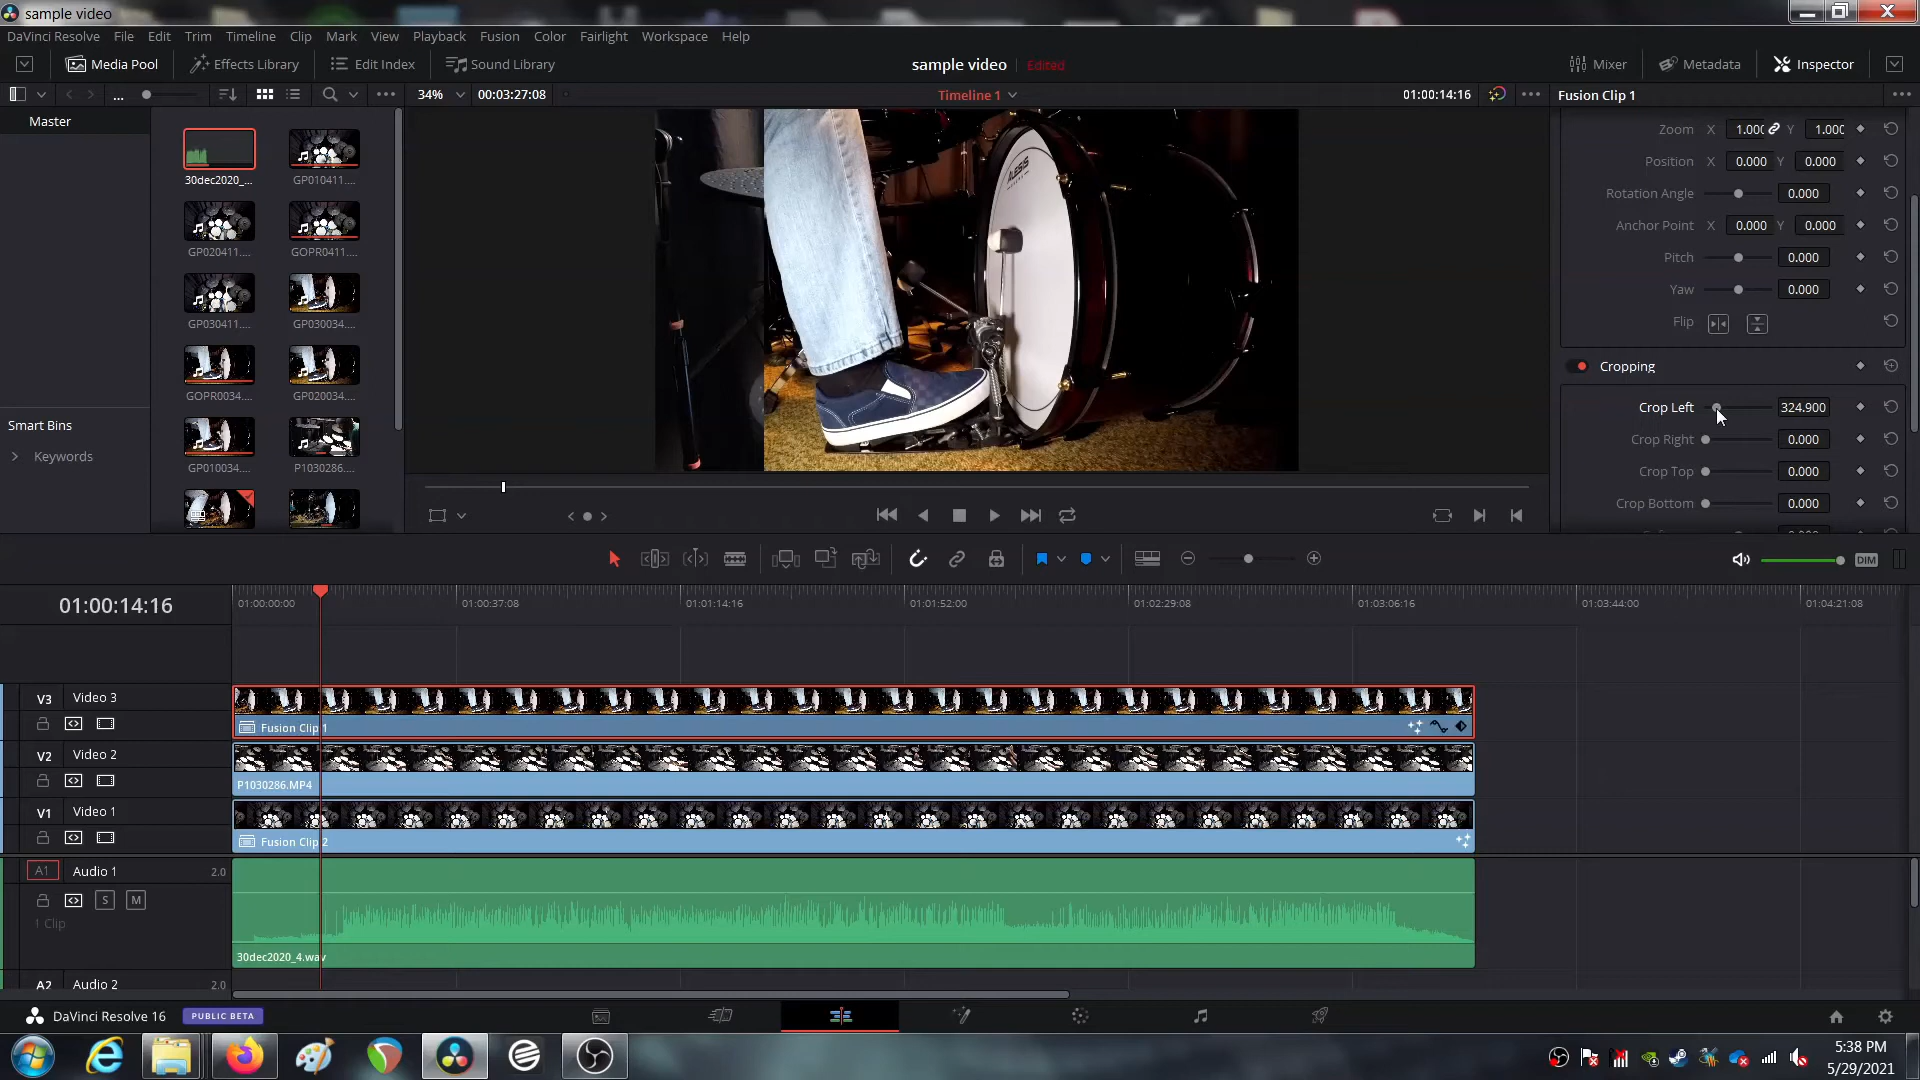 sample video
DaVinci Resolve File Edit Trim Timeline Clip Mark View Playback Fusion Color Fairlight Workspace Help
Media Pool Effects Library Edit Index Sound Library sample video Edited Mixer Metadata Inspector
... 34% 00:03:27:08 Timeline 1 01:00:14:16 Fusion Clip 1
Master
30dec2020_... GP010411....
GP020411.... GOPR0411....
GP030411.... GP030034....
GOPR0034.... GP020034....
GP010034.... P1030286....
Smart Bins
Keywords
ALESIS
Zoom X 1.000 Y 1.000
Position X 0.000 Y 0.000
Rotation Angle 0.000
Anchor Point X 0.000 Y 0.000
Pitch 0.000
Yaw 0.000
Flip
Cropping
Crop Left 324.900
Crop Right 0.000
Crop Top 0.000
Crop Bottom 0.000
DIM
01:00:14:16
01:00:00:00 01:00:37:08 01:01:14:16 01:01:52:00 01:02:29:08 01:03:06:16 01:03:44:00 01:04:21:08
V3 Video 3
Fusion Clip 1
V2 Video 2
P1030286.MP4
V1 Video 1
Fusion Clip 2
A1 Audio 1 2.0
S M
1 Clip
30dec2020_4.wav
A2 Audio 2 2.0
DaVinci Resolve 16 PUBLIC BETA
5:38 PM
5/29/2021